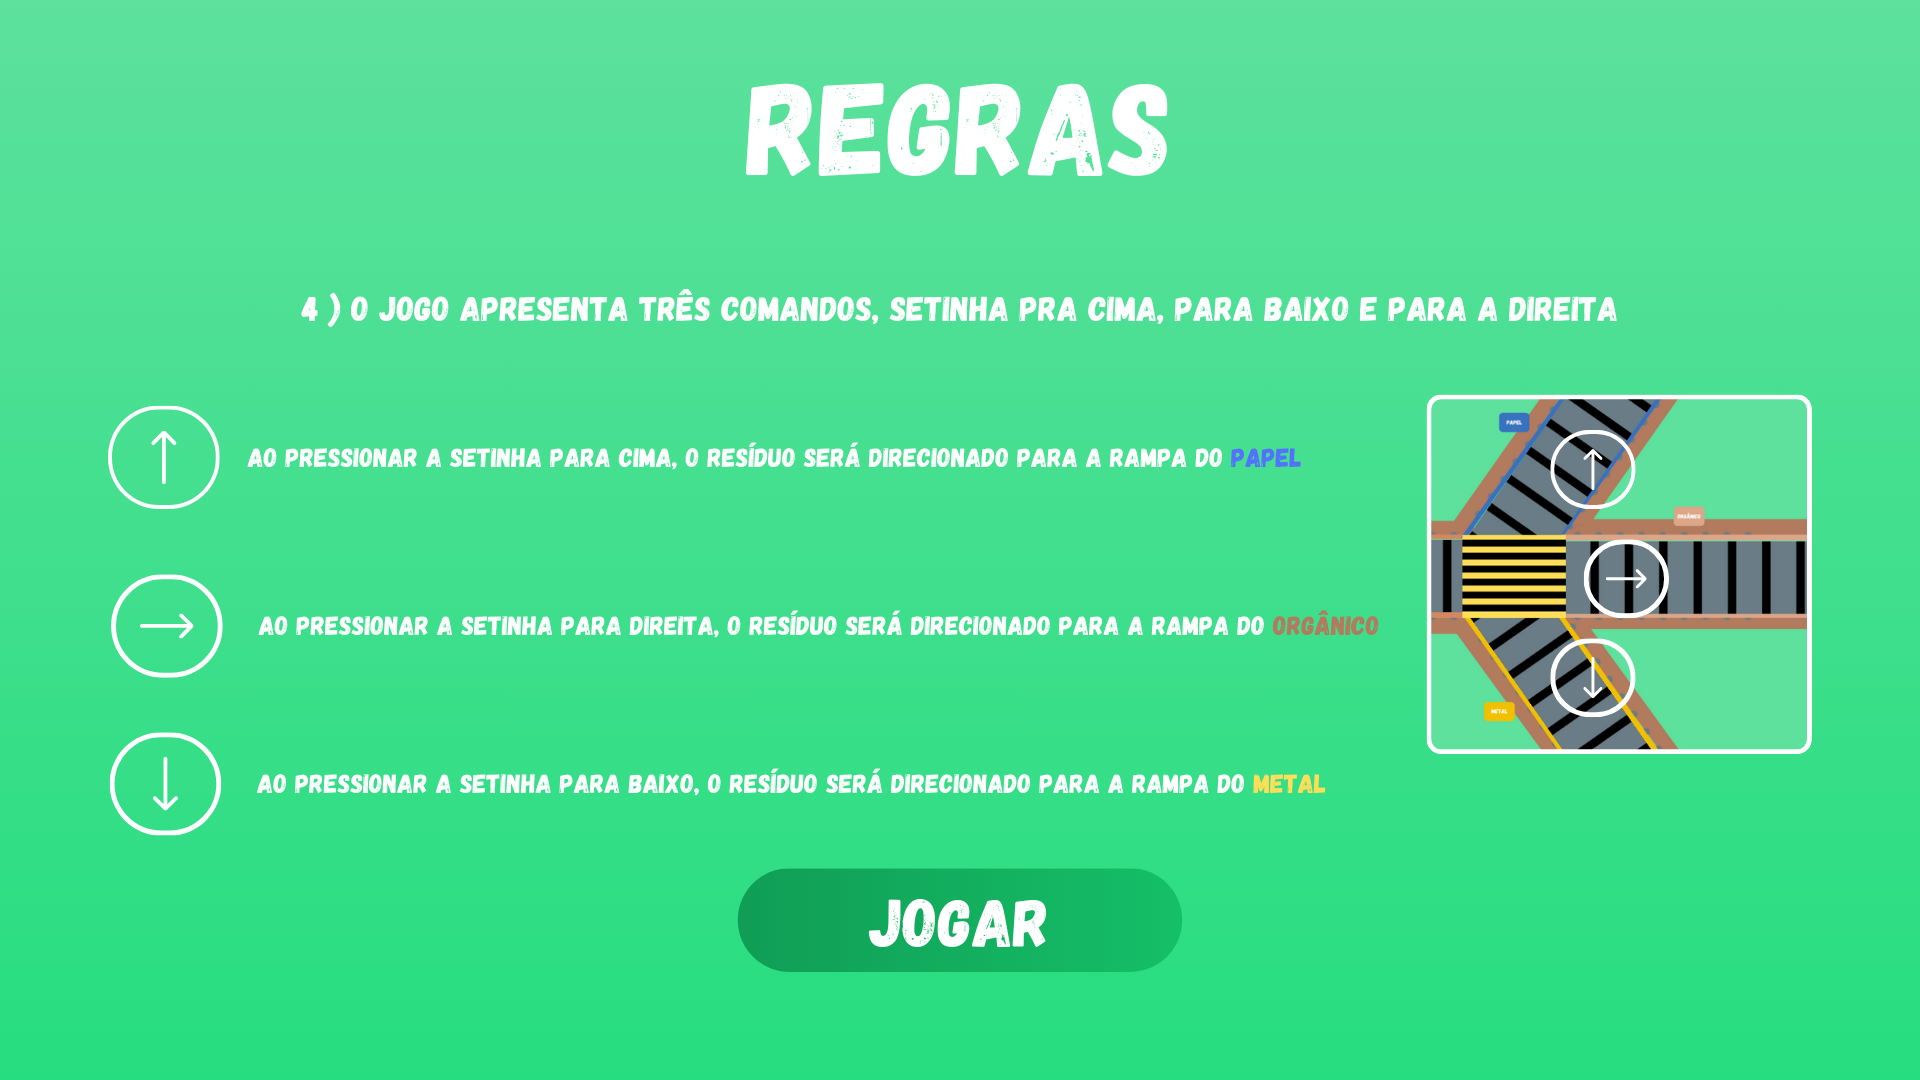 REGRAS
4 ) O JOGO APRESENTA TRÊS COMANDOS, SETINHA PRA CIMA, PARA BAIXO E PARA A DIREITA
AO PRESSIONAR A SETINHA PARA CIMA, O RESÍDUO SERÁ DIRECIONADO PARA A RAMPA DO PAPEL
AO PRESSIONAR A SETINHA PARA DIREITA, O RESÍDUO SERÁ DIRECIONADO PARA A RAMPA DO ORGÂNICO
AO PRESSIONAR A SETINHA PARA BAIXO, O RESÍDUO SERÁ DIRECIONADO PARA A RAMPA DO METAL
PAPEL
ORGÂNICO
METAL
JOGAR